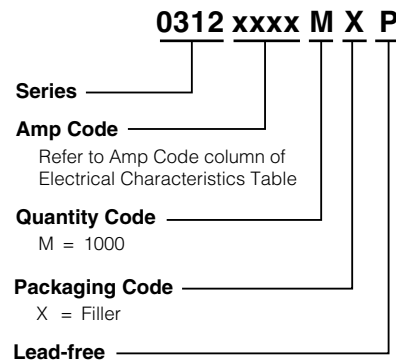 0312 xxxx M X P
Series
Amp Code
Refer to Amp Code column of
Electrical Characteristics Table
Quantity Code
M = 1000
Packaging Code
X = Filler
Lead-free